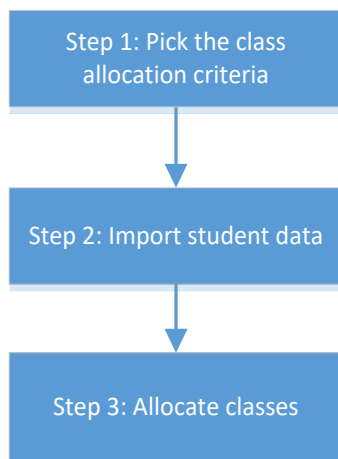 Step 1: Pick the class
allocation criteria
Step 2: Import student data
Step 3: Allocate classes